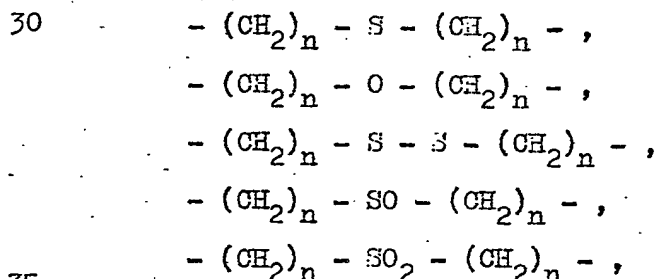 30 - (CH₂)ₙ - S - (CH₂)ₙ - ,
- (CH₂)ₙ - O - (CH₂)ₙ - ,
- (CH₂)ₙ - S - S - (CH₂)ₙ - ,
- (CH₂)ₙ - SO - (CH₂)ₙ - ,
35 - (CH₂)ₙ - SO₂ - (CH₂)ₙ - ,